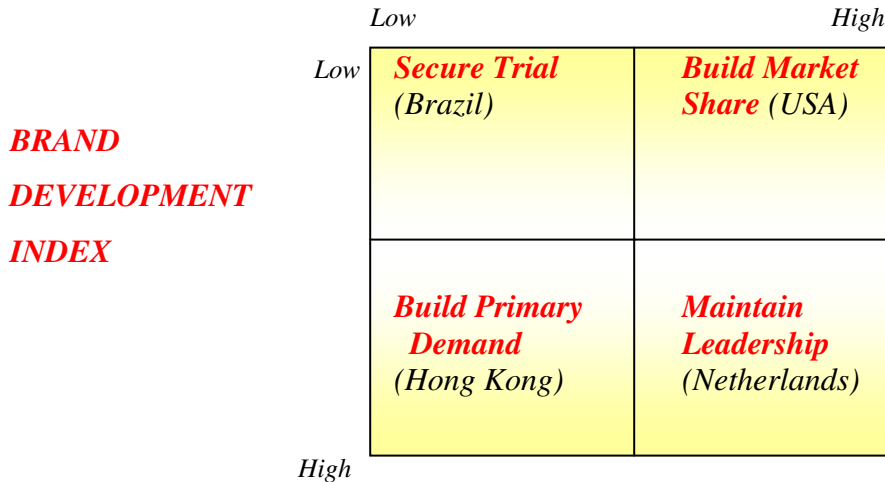 Low High
Low
Secure Trial
(Brazil)
Build Market
Share (USA)
BRAND
DEVELOPMENT
INDEX
Build Primary
Demand
(Hong Kong)
Maintain
Leadership
(Netherlands)
High